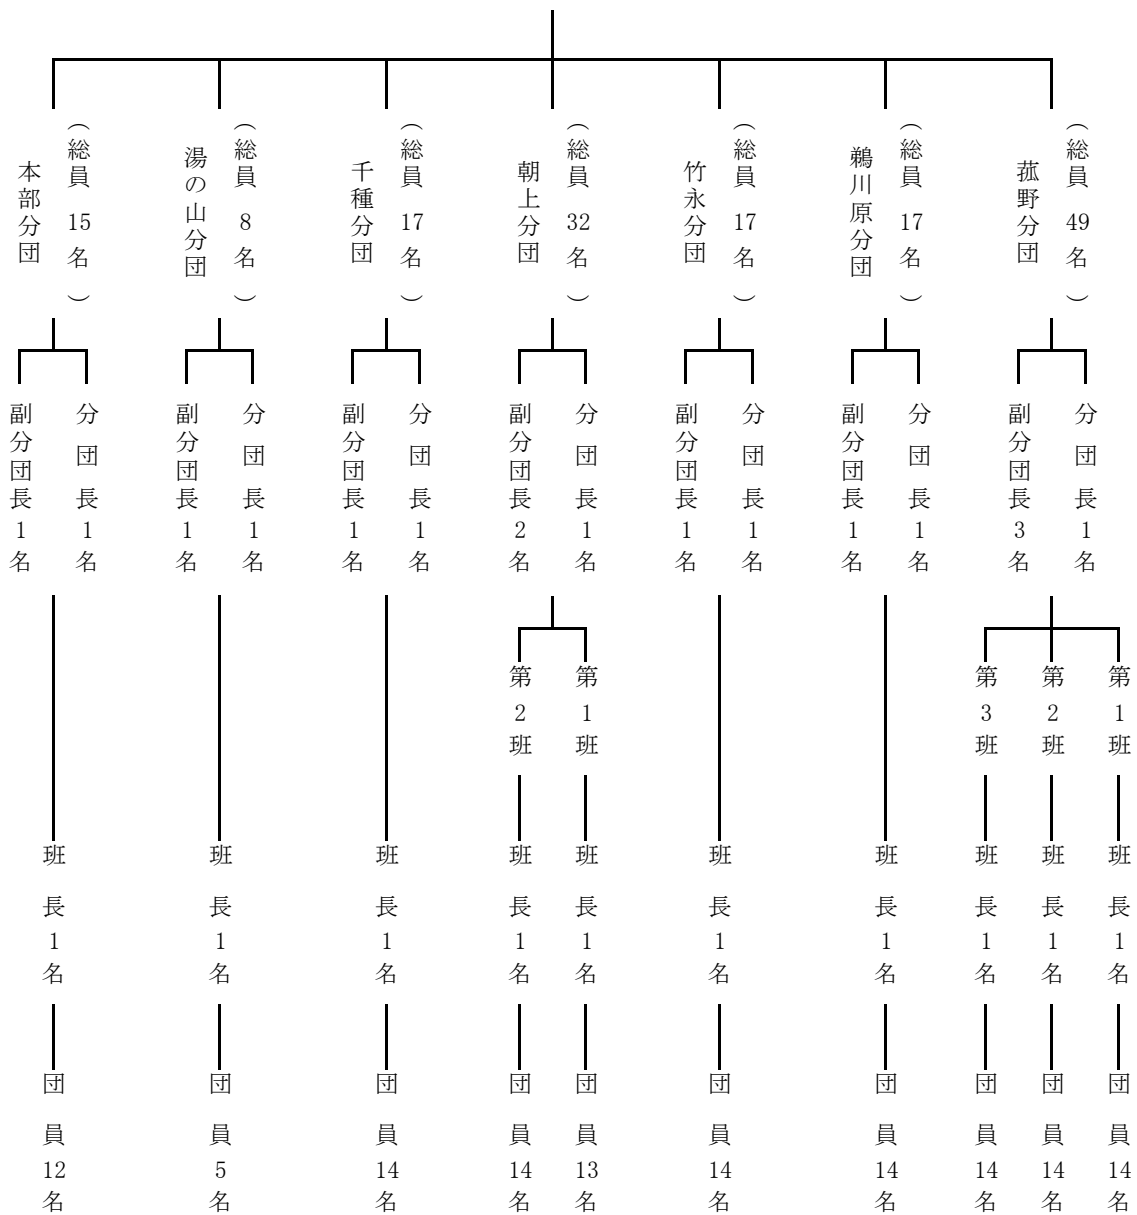 菰野分団
(総員 49名)
鵜川原分団
(総員 17名)
竹永分団
(総員 17名)
朝上分団
(総員 32名)
千種分団
(総員 17名)
湯の山分団
(総員 8名)
本部分団
(総員 15名)
分団長1名
副分団長3名
分団長1名
副分団長1名
分団長1名
副分団長1名
分団長1名
副分団長2名
分団長1名
副分団長1名
分団長1名
副分団長1名
分団長1名
副分団長1名
第1班
第2班
第3班
第1班
第2班
班長1名
班長1名
班長1名
班長1名
班長1名
班長1名
班長1名
班長1名
班長1名
班長1名
団員14名
団員14名
団員14名
団員14名
団員14名
団員13名
団員14名
団員14名
団員5名
団員12名